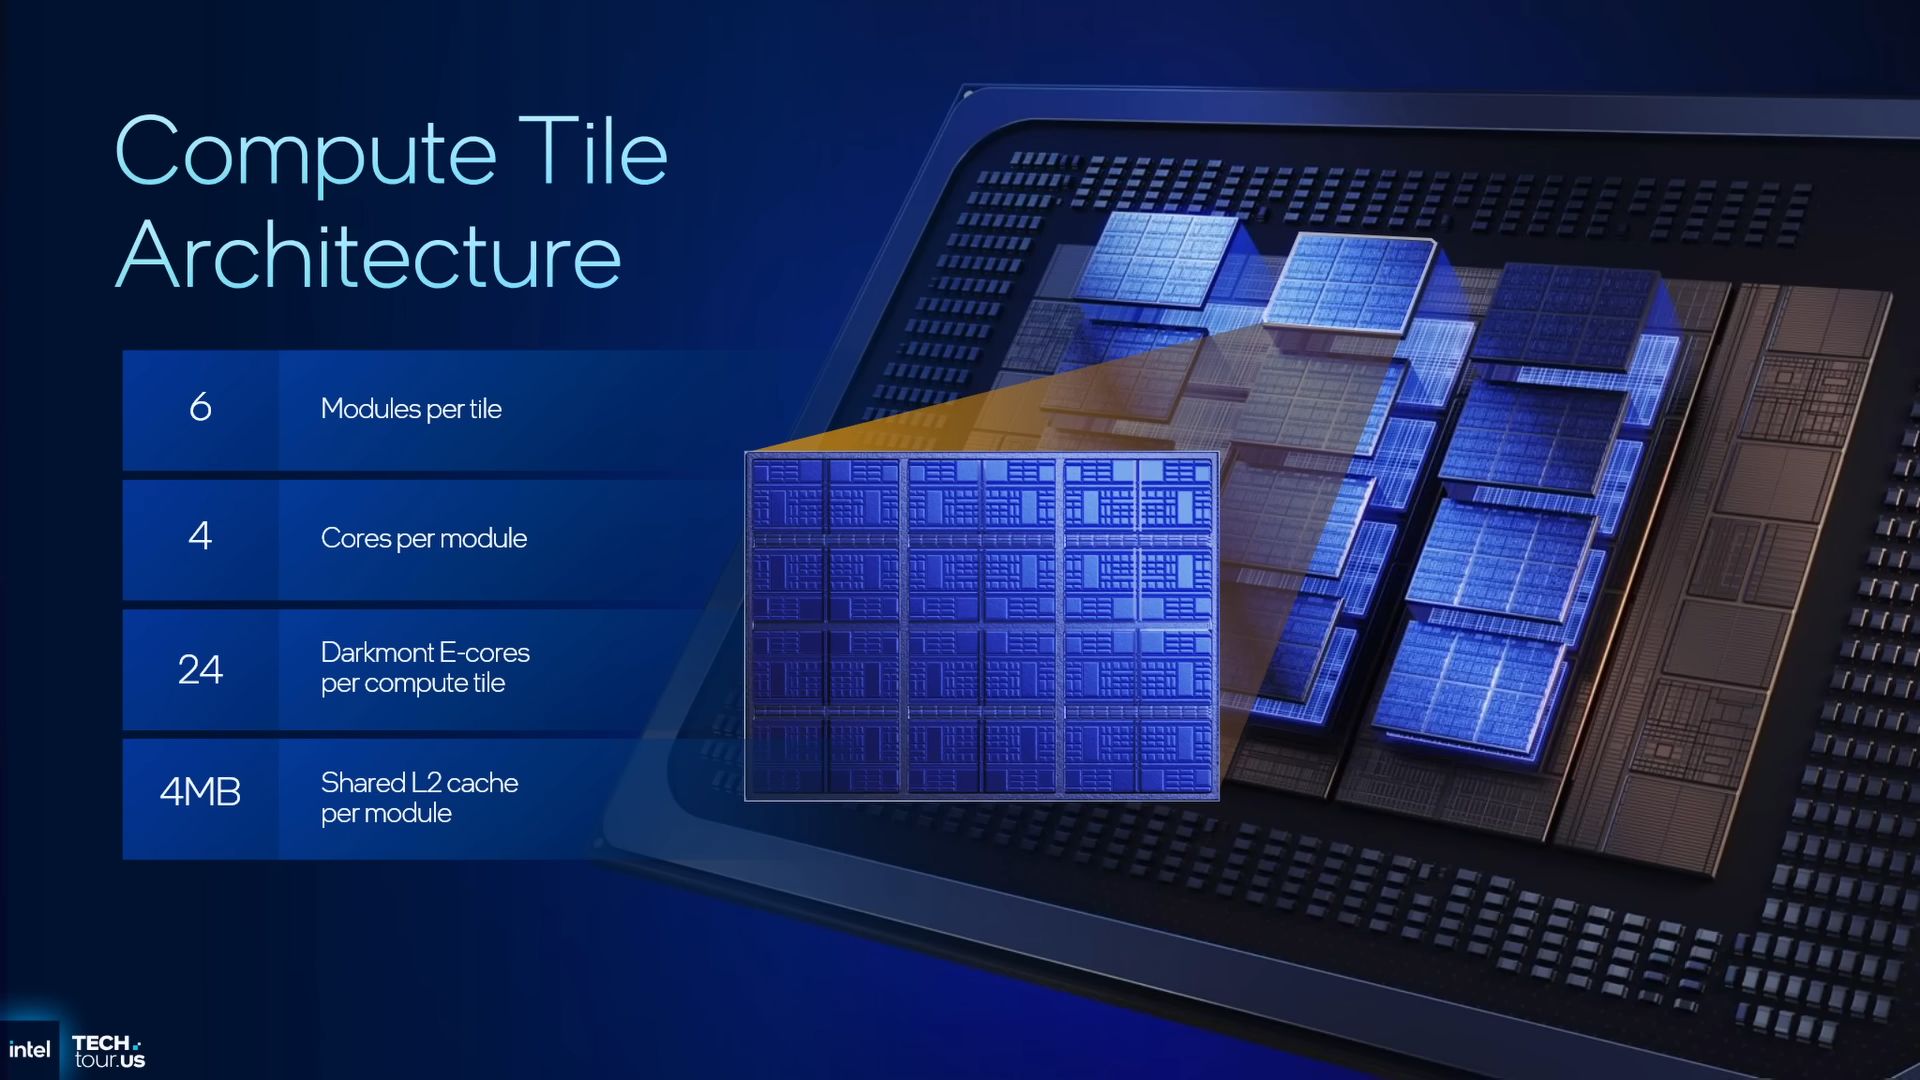 Compute Tile
Architecture
6
Modules per tile
4
Cores per module
24
Darkmont E-cores
per compute tile
4MB
Shared L2 cache
per module
intel
TECH
tour.US